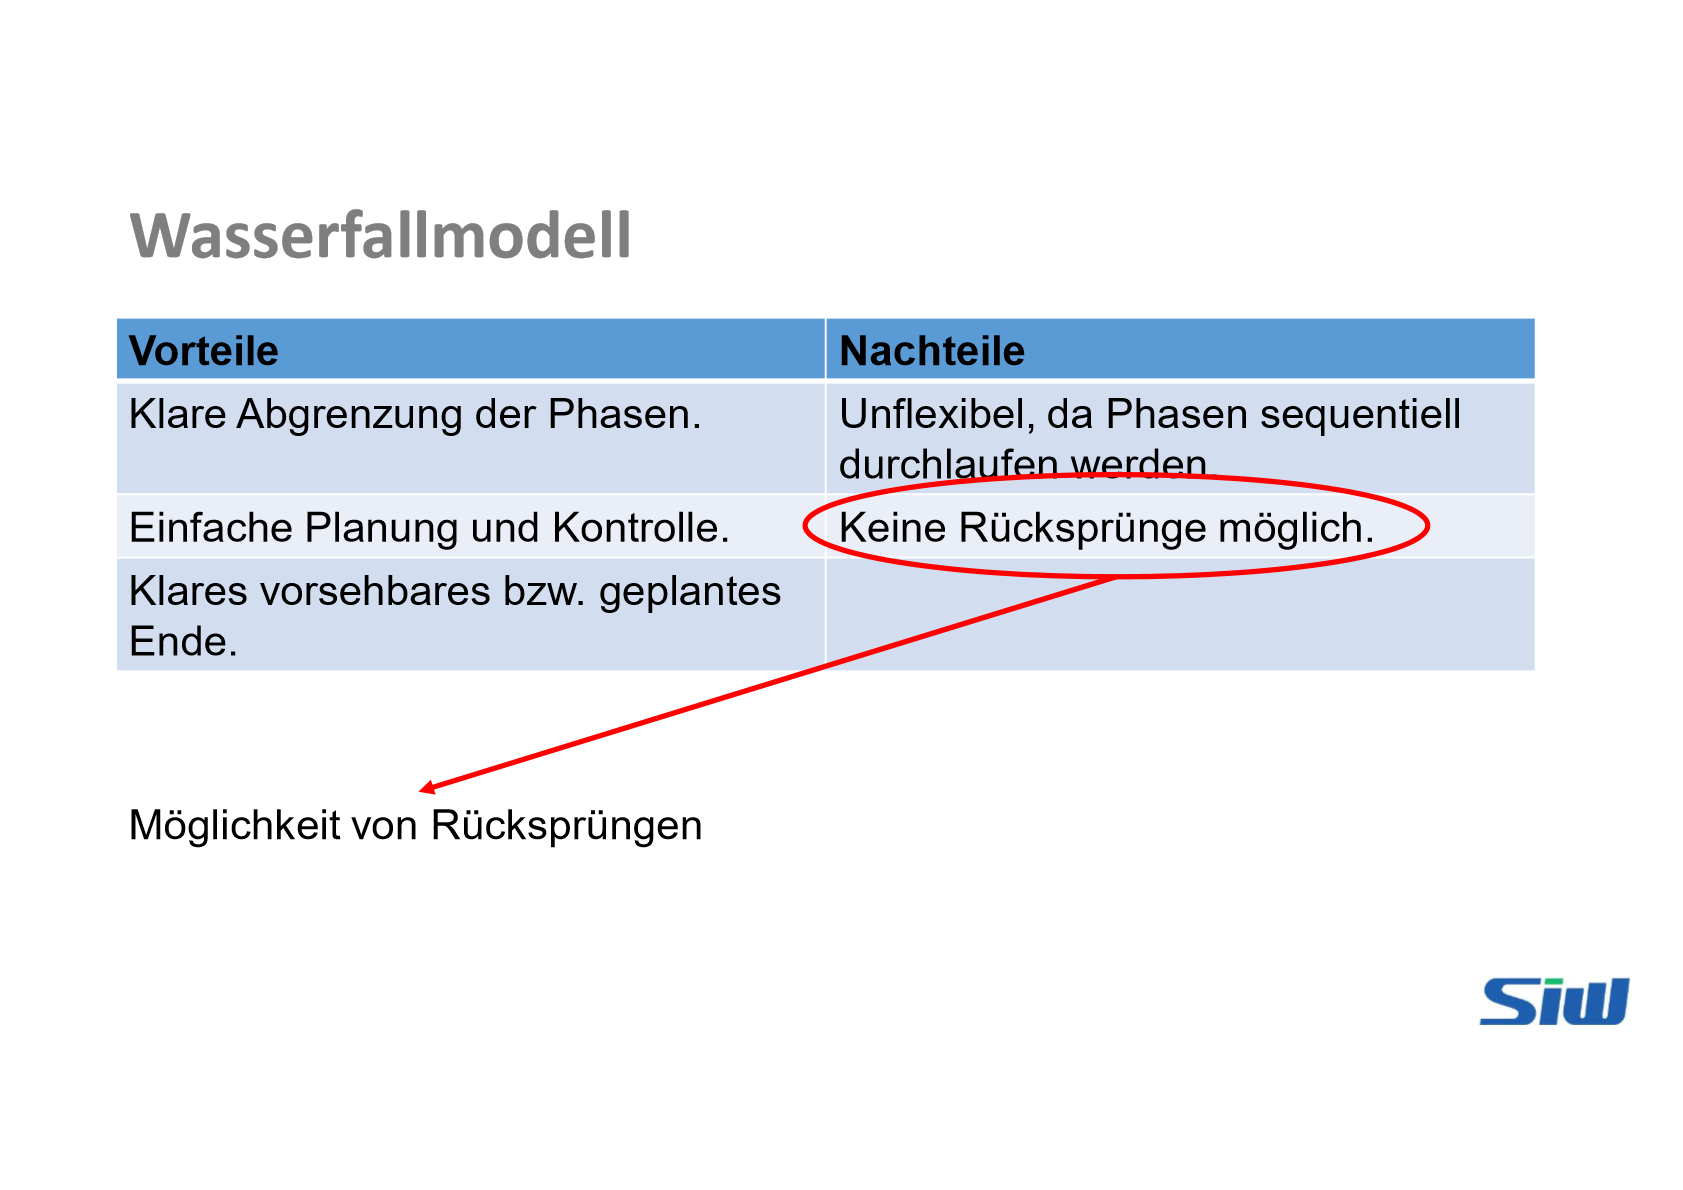 Wasserfallmodell
Vorteile
Nachteile
Klare Abgrenzung der Phasen.
Unflexibel, da Phasen sequentiell
durchlaufen werden.
Einfache Planung und Kontrolle.
Keine Rücksprünge möglich.
Klares vorsehbares bzw. geplantes
Ende.
Möglichkeit von Rücksprüngen
Siw